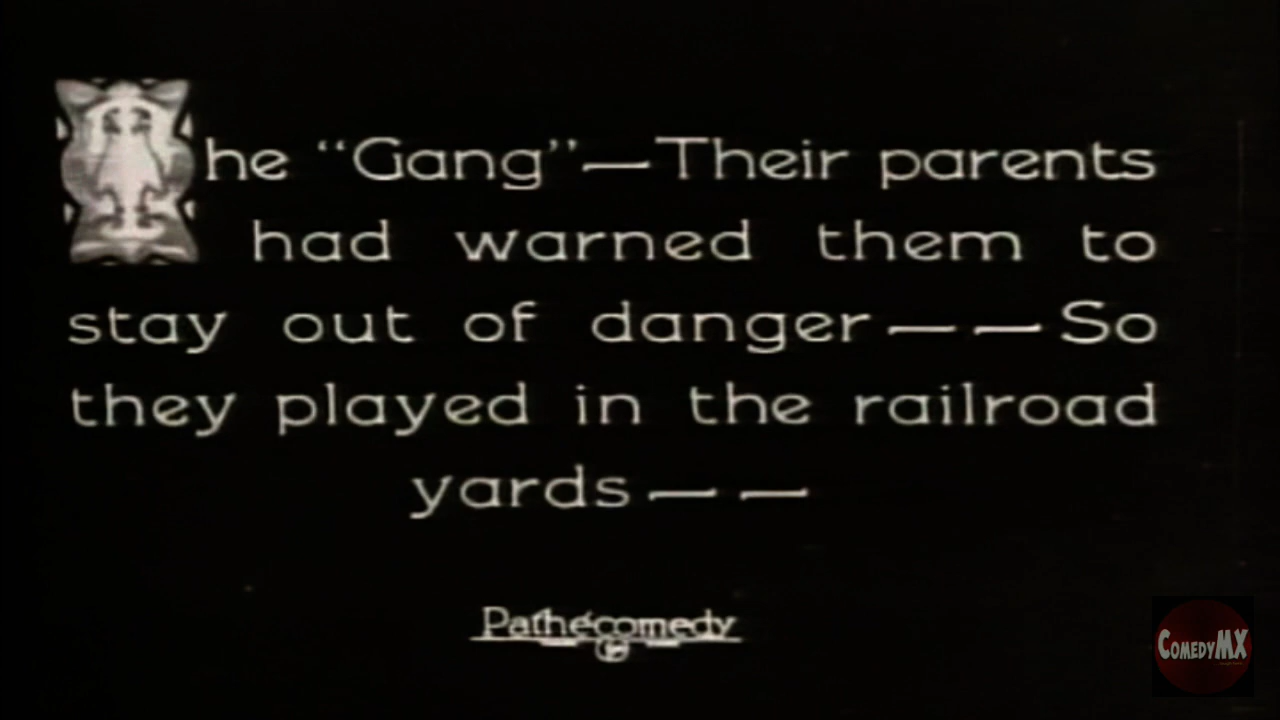 The “Gang”—Their parents
had warned them to
stay out of danger — — So
they played in the railroad
yards — —
Pathécomedy
COMEDYMX